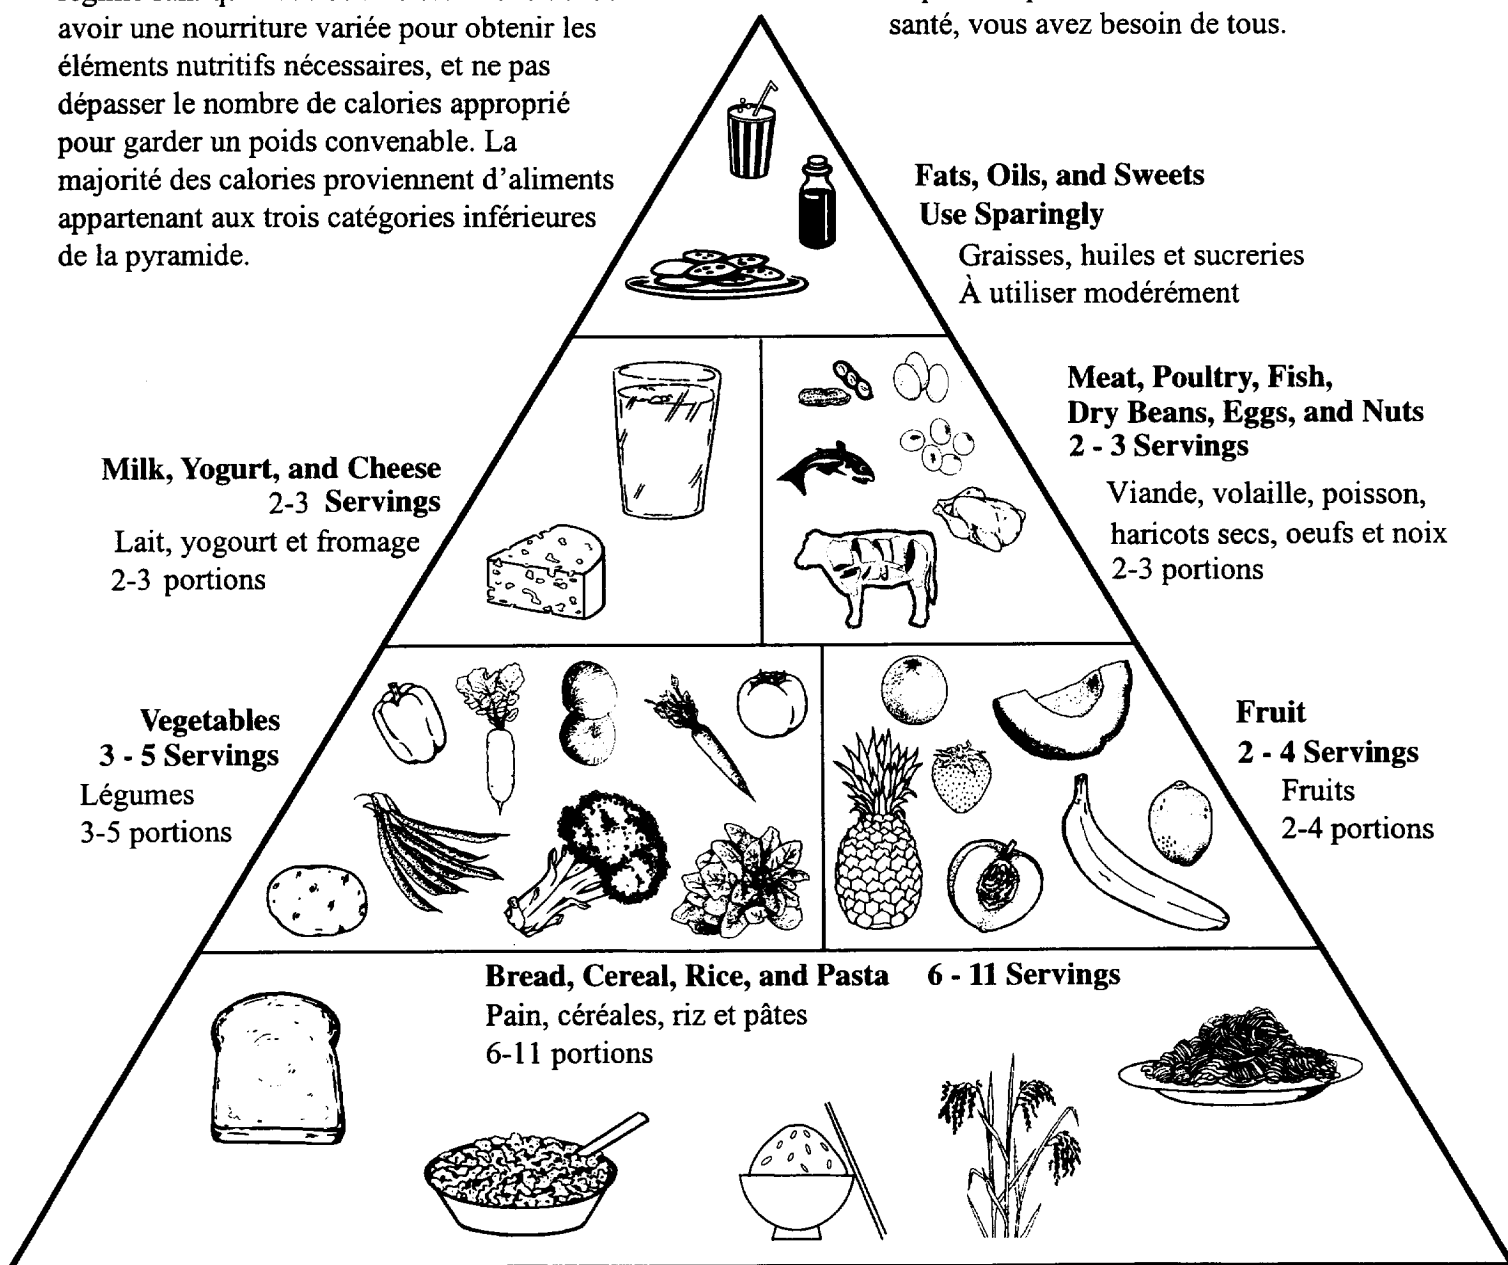 avoir une nourriture variée pour obtenir les
éléments nutritifs nécessaires, et ne pas
dépasser le nombre de calories approprié
pour garder un poids convenable. La
majorité des calories proviennent d'aliments
appartenant aux trois catégories inférieures
de la pyramide.
santé, vous avez besoin de tous.
Fats, Oils, and Sweets
Use Sparingly
Graisses, huiles et sucreries
À utiliser modérément
Meat, Poultry, Fish,
Dry Beans, Eggs, and Nuts
2 - 3 Servings
Viande, volaille, poisson,
haricots secs, oeufs et noix
2-3 portions
Milk, Yogurt, and Cheese
2-3 Servings
Lait, yogourt et fromage
2-3 portions
Vegetables
3 - 5 Servings
Légumes
3-5 portions
Fruit
2 - 4 Servings
Fruits
2-4 portions
Bread, Cereal, Rice, and Pasta 6 - 11 Servings
Pain, céréales, riz et pâtes
6-11 portions